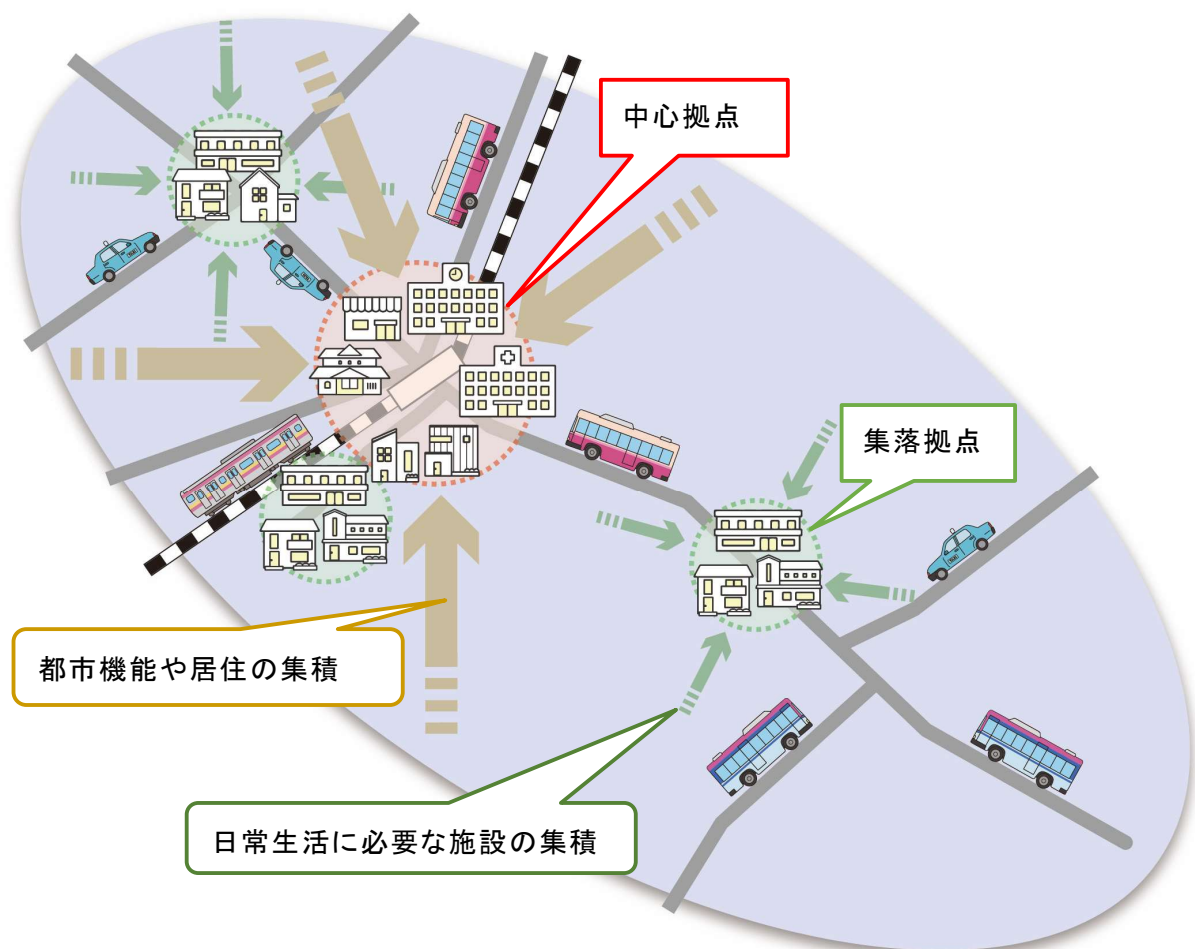 中心拠点
集落拠点
都市機能や居住の集積
日常生活に必要な施設の集積